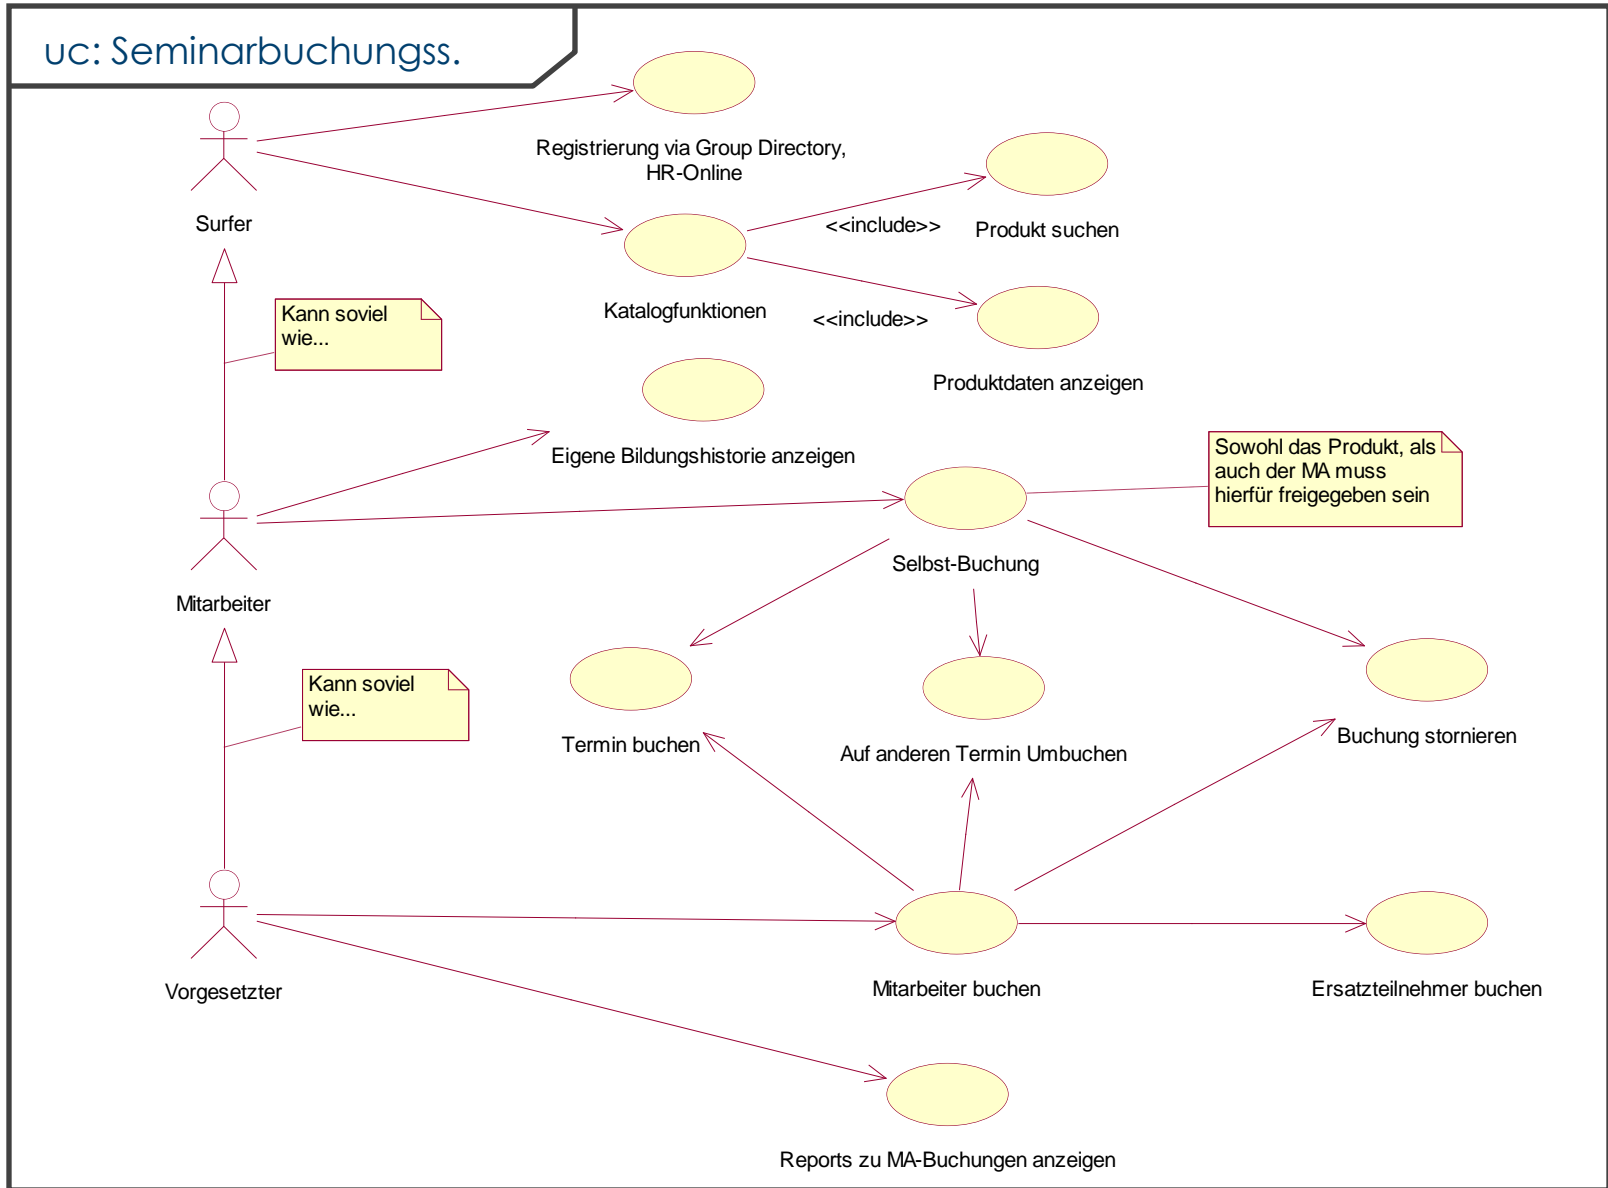 uc: Seminarbuchungss.
Registrierung via Group Directory,
HR-Online
Surfer
<<include>>
Produkt suchen
Katalogfunktionen
<<include>>
Kann soviel
wie...
Produktdaten anzeigen
Eigene Bildungshistorie anzeigen
Sowohl das Produkt, als
auch der MA muss
hierfür freigegeben sein
Selbst-Buchung
Mitarbeiter
Kann soviel
wie...
Termin buchen
Auf anderen Termin Umbuchen
Buchung stornieren
Vorgesetzter
Mitarbeiter buchen
Ersatzteilnehmer buchen
Reports zu MA-Buchungen anzeigen